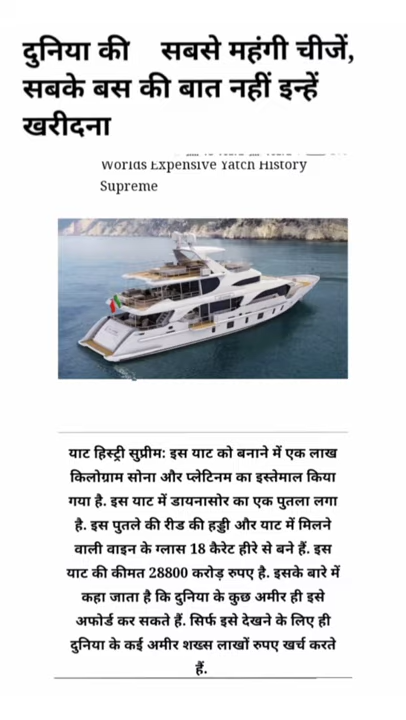 दुनिया की सबसे महंगी चीजें,
सबके बस की बात नहीं इन्हें
खरीदना
Worlds Expensive Yatch History
Supreme
याट हिस्ट्री सुप्रीम: इस याट को बनाने में एक लाख
किलोग्राम सोना और प्लेटिनम का इस्तेमाल किया
गया है. इस याट में डायनासोर का एक पुतला लगा
है. इस पुतले की रीड की हड्डी और याट में मिलने
वाली वाइन के ग्लास 18 कैरेट हीरे से बने हैं. इस
याट की कीमत 28800 करोड़ रुपए है. इसके बारे में
कहा जाता है कि दुनिया के कुछ अमीर ही इसे
अफोर्ड कर सकते हैं. सिर्फ इसे देखने के लिए ही
दुनिया के कई अमीर शख्स लाखों रुपए खर्च करते
हैं.